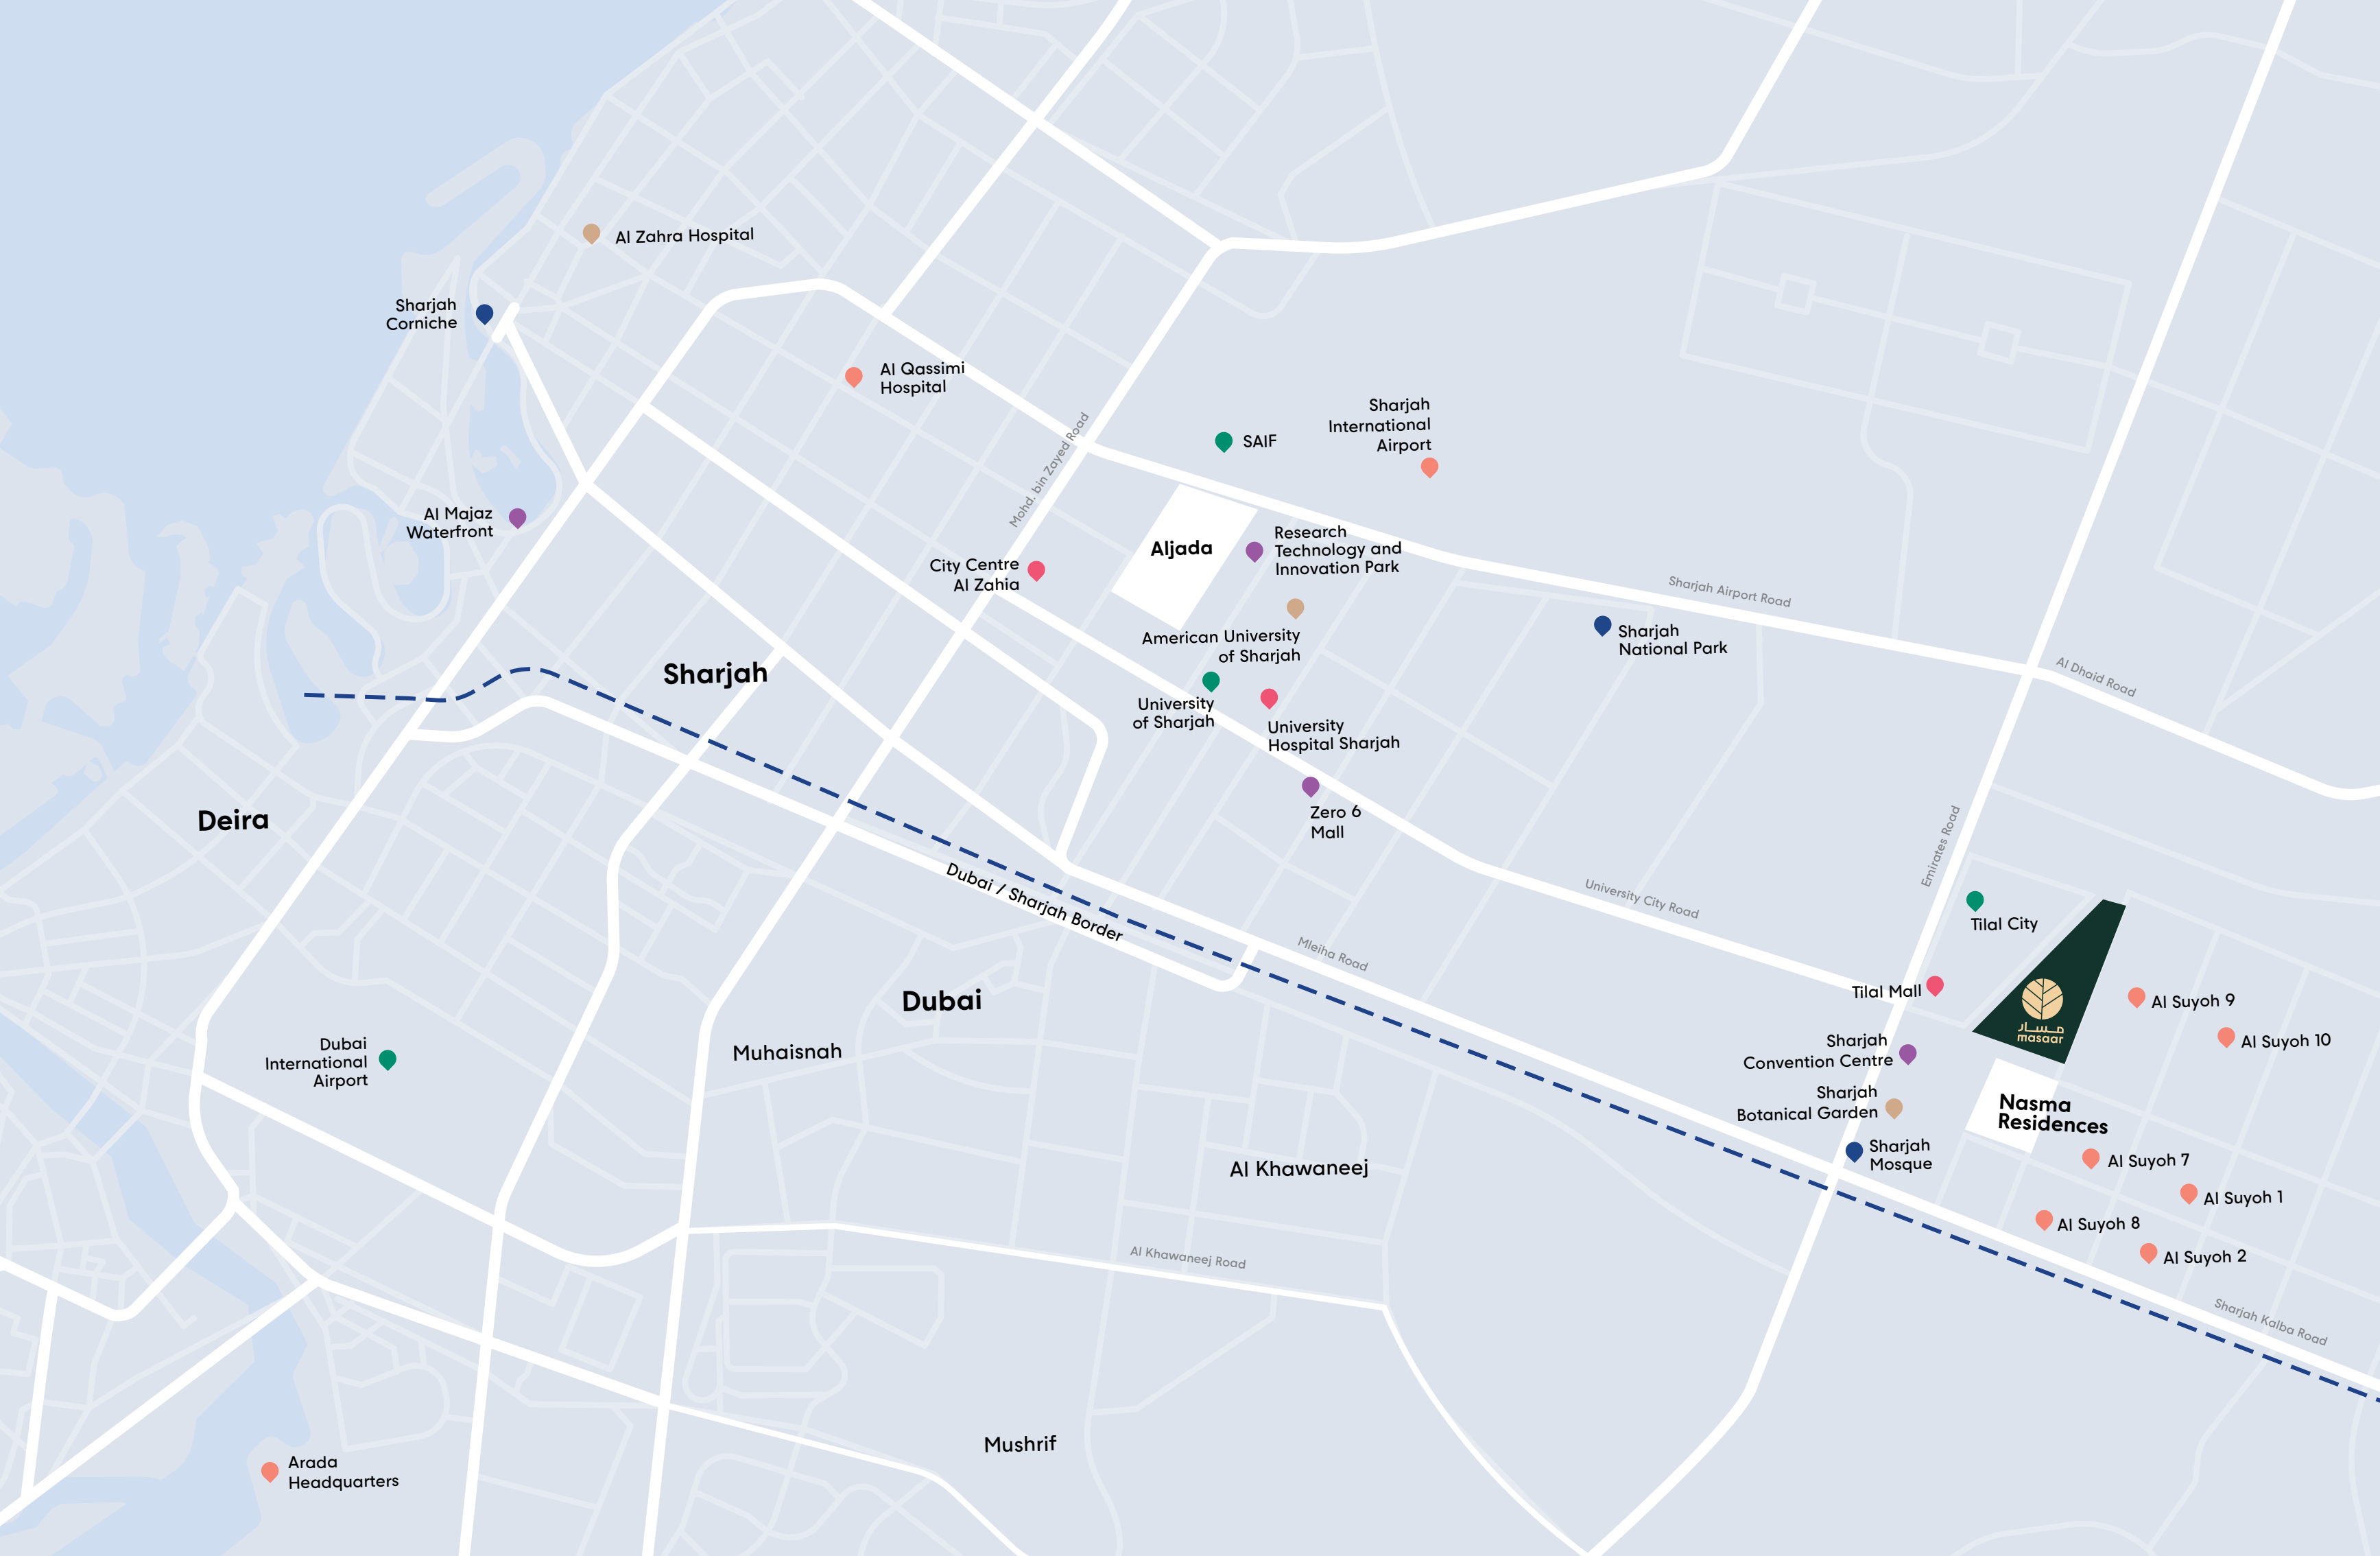 Al Zahra Hospital
Sharjah
Corniche
Al Qassimi
Hospital
Mohd. bin Zayed Road
SAIF
Sharjah
International
Airport
Al Majaz
Waterfront
Aljada
Research
Technology and
Innovation Park
City Centre
Al Zahia
Sharjah Airport Road
American University
of Sharjah
Sharjah
National Park
Sharjah
Al Dhaid Road
University
of Sharjah
University
Hospital Sharjah
Deira
Zero 6
Mall
Emirates Road
Dubai / Sharjah Border
University City Road
Tilal City
Mleiha Road
Dubai
Tilal Mall
مسار
masaar
Al Suyoh 9
Al Suyoh 10
Dubai
International
Airport
Muhaisnah
Sharjah
Convention Centre
Sharjah
Botanical Garden
Nasma
Residences
Sharjah
Mosque
Al Khawaneej
Al Suyoh 7
Al Suyoh 1
Al Suyoh 8
Al Suyoh 2
Al Khawaneej Road
Sharjah Kalba Road
Mushrif
Arada
Headquarters